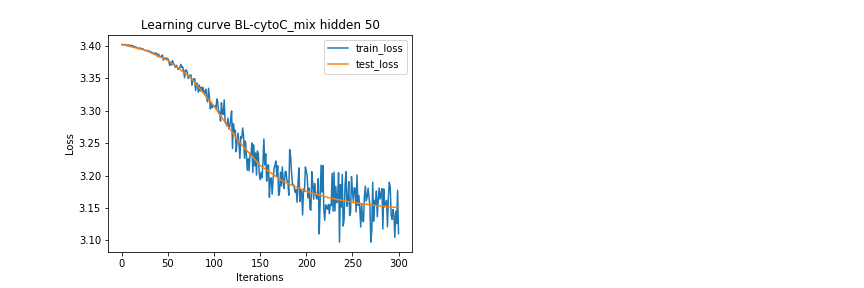 Learning curve BL-cytoC_mix hidden 50
train_loss
test_loss
3.40
3.35
3.30
3.25
3.20
3.15
3.10
Loss
0 50 100 150 200 250 300
Iterations